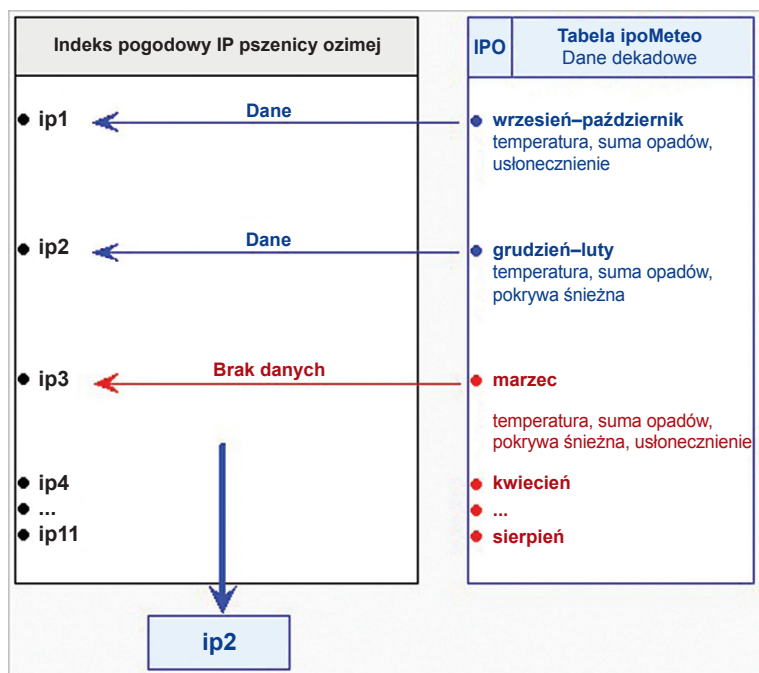 Indeks pogodowy IP pszenicy ozimej
IPO
Tabela ipoMeteo
Dane dekadowe
ip1
Dane
wrzesień–październik
temperatura, suma opadów,
usłonecznienie
ip2
Dane
grudzień–luty
temperatura, suma opadów,
pokrywa śnieżna
ip3
Brak danych
marzec
temperatura, suma opadów,
pokrywa śnieżna, usłonecznienie
ip4
kwiecień
...
...
ip11
sierpień
ip2